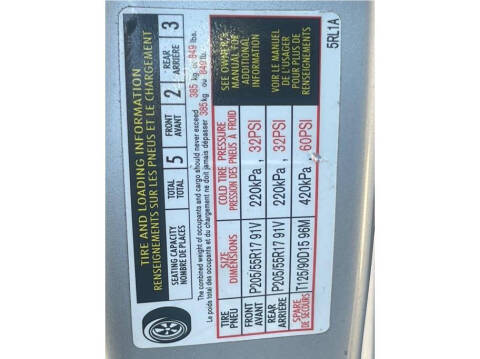 TIRE AND LOADING INFORMATION
RENSEIGNEMENTS SUR LES PNEUS ET LE CHARGEMENT
SEATING CAPACITY TOTAL 5 FRONT 2 REAR 3
NOMBRE DE PLACES TOTAL AVANT ARRIÈRE
The combined weight of occupants and cargo should never exceed 385 kg or 849 lbs.
Le poids total des occupants et du chargement ne doit jamais dépasser 385 kg ou 849 lb.
TIRE SIZE COLD TIRE PRESSURE
PNEU DIMENSIONS PRESSION DES PNEUS À FROID
FRONT P205/55R17 91V 220kPa, 32PSI
AVANT
REAR P205/55R17 91V 220kPa, 32PSI
ARRIÈRE
SPARE T125/90D15 96M 420kPa, 60PSI
DE SECOURS
SEE OWNER'S
MANUAL FOR
ADDITIONAL
INFORMATION
VOIR LE MANUEL
DE L'USAGER
POUR PLUS DE
RENSEIGNEMENTS
5RL1A